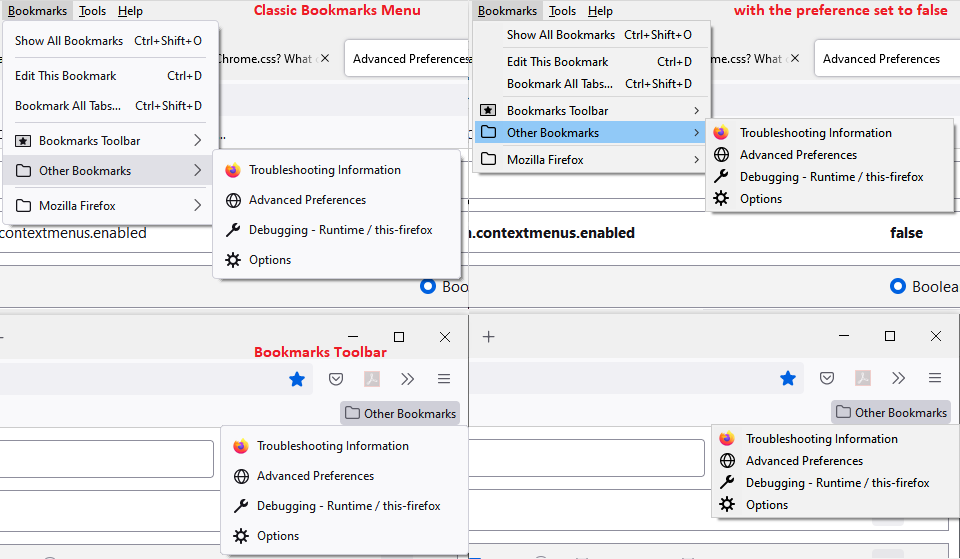 Bookmarks Tools Help
Classic Bookmarks Menu
Show All Bookmarks Ctrl+Shift+O
Edit This Bookmark Ctrl+D
Bookmark All Tabs... Ctrl+Shift+D
Bookmarks Toolbar
Other Bookmarks
Mozilla Firefox
hrome.css? What
Advanced Preferences
Troubleshooting Information
Advanced Preferences
Debugging - Runtime / this-firefox
Options
.contextmenus.enabled
Boo
Bookmarks Tools Help
with the preference set to false
Show All Bookmarks Ctrl+Shift+O
Edit This Bookmark Ctrl+D
Bookmark All Tabs... Ctrl+Shift+D
Bookmarks Toolbar
Other Bookmarks
Mozilla Firefox
me.css? What
Advanced Preferences
Troubleshooting Information
Advanced Preferences
Debugging - Runtime / this-firefox
Options
.contextmenus.enabled false
Boolea
Bookmarks Toolbar
Other Bookmarks
Troubleshooting Information
Advanced Preferences
Debugging - Runtime / this-firefox
Options
Other Bookmarks
Troubleshooting Information
Advanced Preferences
Debugging - Runtime / this-firefox
Options